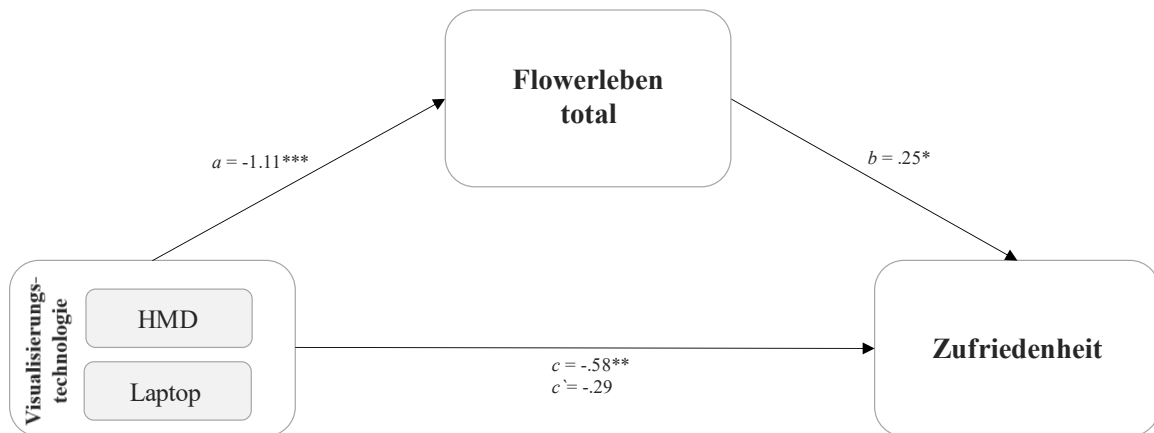 Flowerleben
total
a = -1.11***
b = .25*
Visualisierungs-
technologie
HMD
Laptop
c = -.58**
c`= -.29
Zufriedenheit